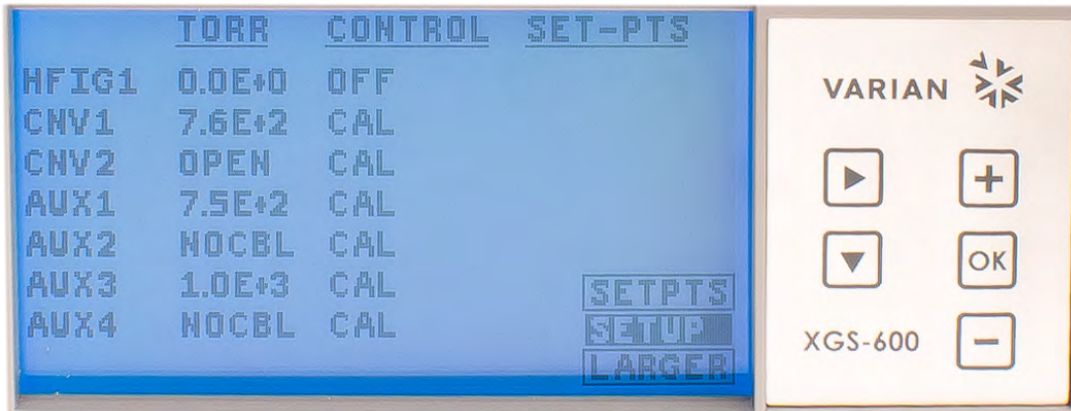 TORR CONTROL SET-PTS
HFIG1 0.0E+0 OFF
CNV1 7.6E+2 CAL
CNV2 OPEN CAL
AUX1 7.5E+2 CAL
AUX2 NOCBL CAL
AUX3 1.0E+3 CAL
AUX4 NOCBL CAL
SETPTS
SETUP
LARGER
VARIAN
+
OK
XGS-600
-